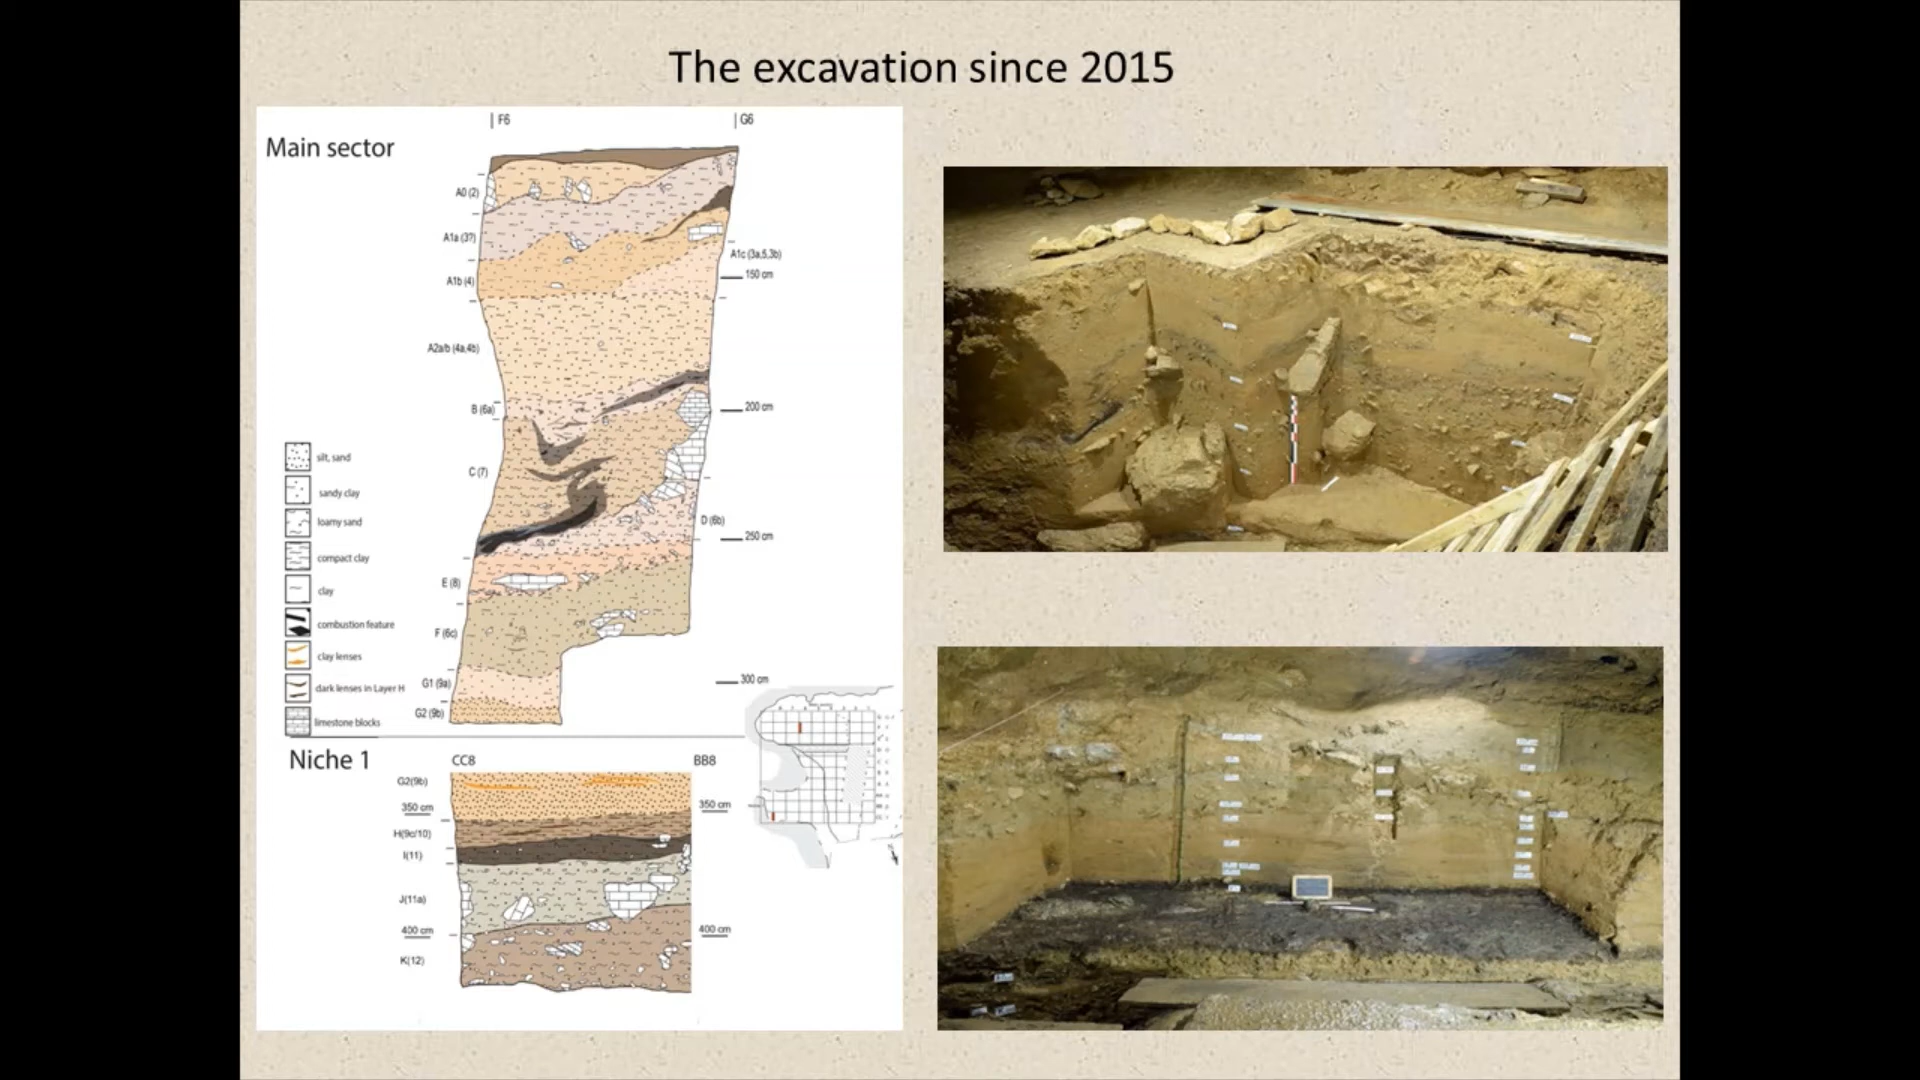 The excavation since 2015
Main sector
F6
G6
A0 (2)
A1a (3?)
A1c (3a,5,3b)
150 cm
A1b (4)
A2a/b (4a,4b)
B (6a)
200 cm
C (7)
D (6b)
250 cm
E (8)
F (6c)
G1 (9a)
300 cm
G2 (9b)
silt, sand
sandy clay
loamy sand
compact clay
clay
combustion feature
clay lenses
dark lenses in Layer H
limestone blocks
Niche 1
CC8
BB8
G2(9b)
350 cm
350 cm
H(9c/10)
I(11)
J(11a)
400 cm
400 cm
K(12)